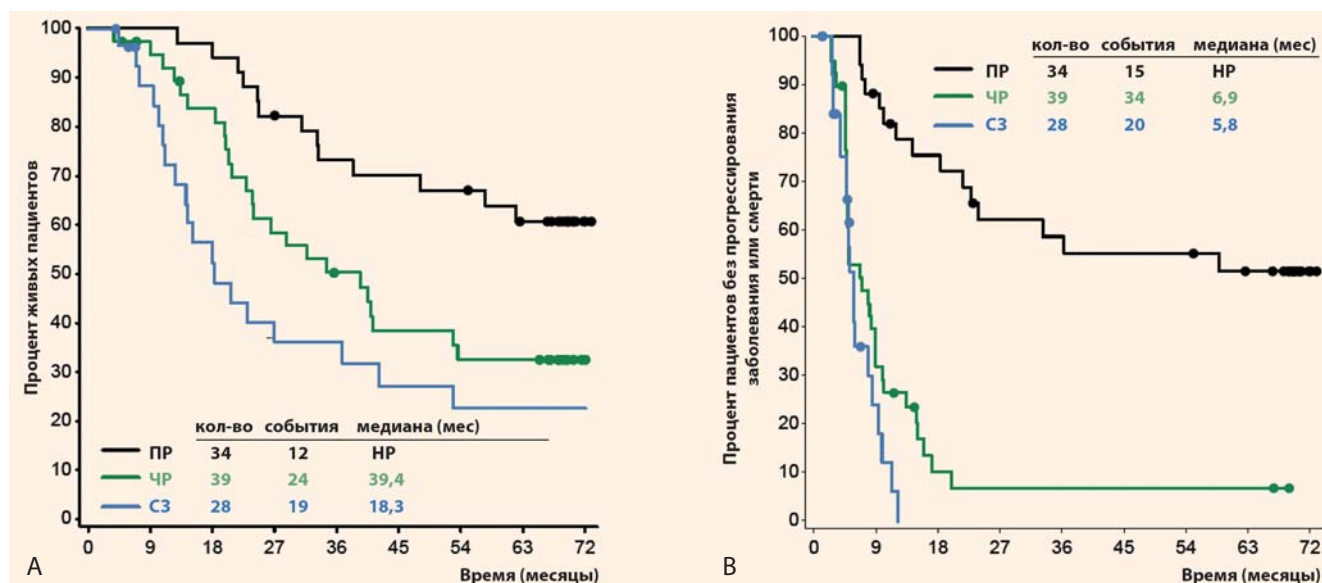 Процент живых пациентов
100
90
80
70
60
50
40
30
20
10
0
кол-во события медиана (мес)
ПР 34 12 НР
ЧР 39 24 39,4
СЗ 28 19 18,3
0 9 18 27 36 45 54 63 72
Время (месяцы)
A
Процент пациентов без прогрессирования
заболевания или смерти
100
90
80
70
60
50
40
30
20
10
0
кол-во события медиана (мес)
ПР 34 15 НР
ЧР 39 34 6,9
СЗ 28 20 5,8
0 9 18 27 36 45 54 63 72
Время (месяцы)
B